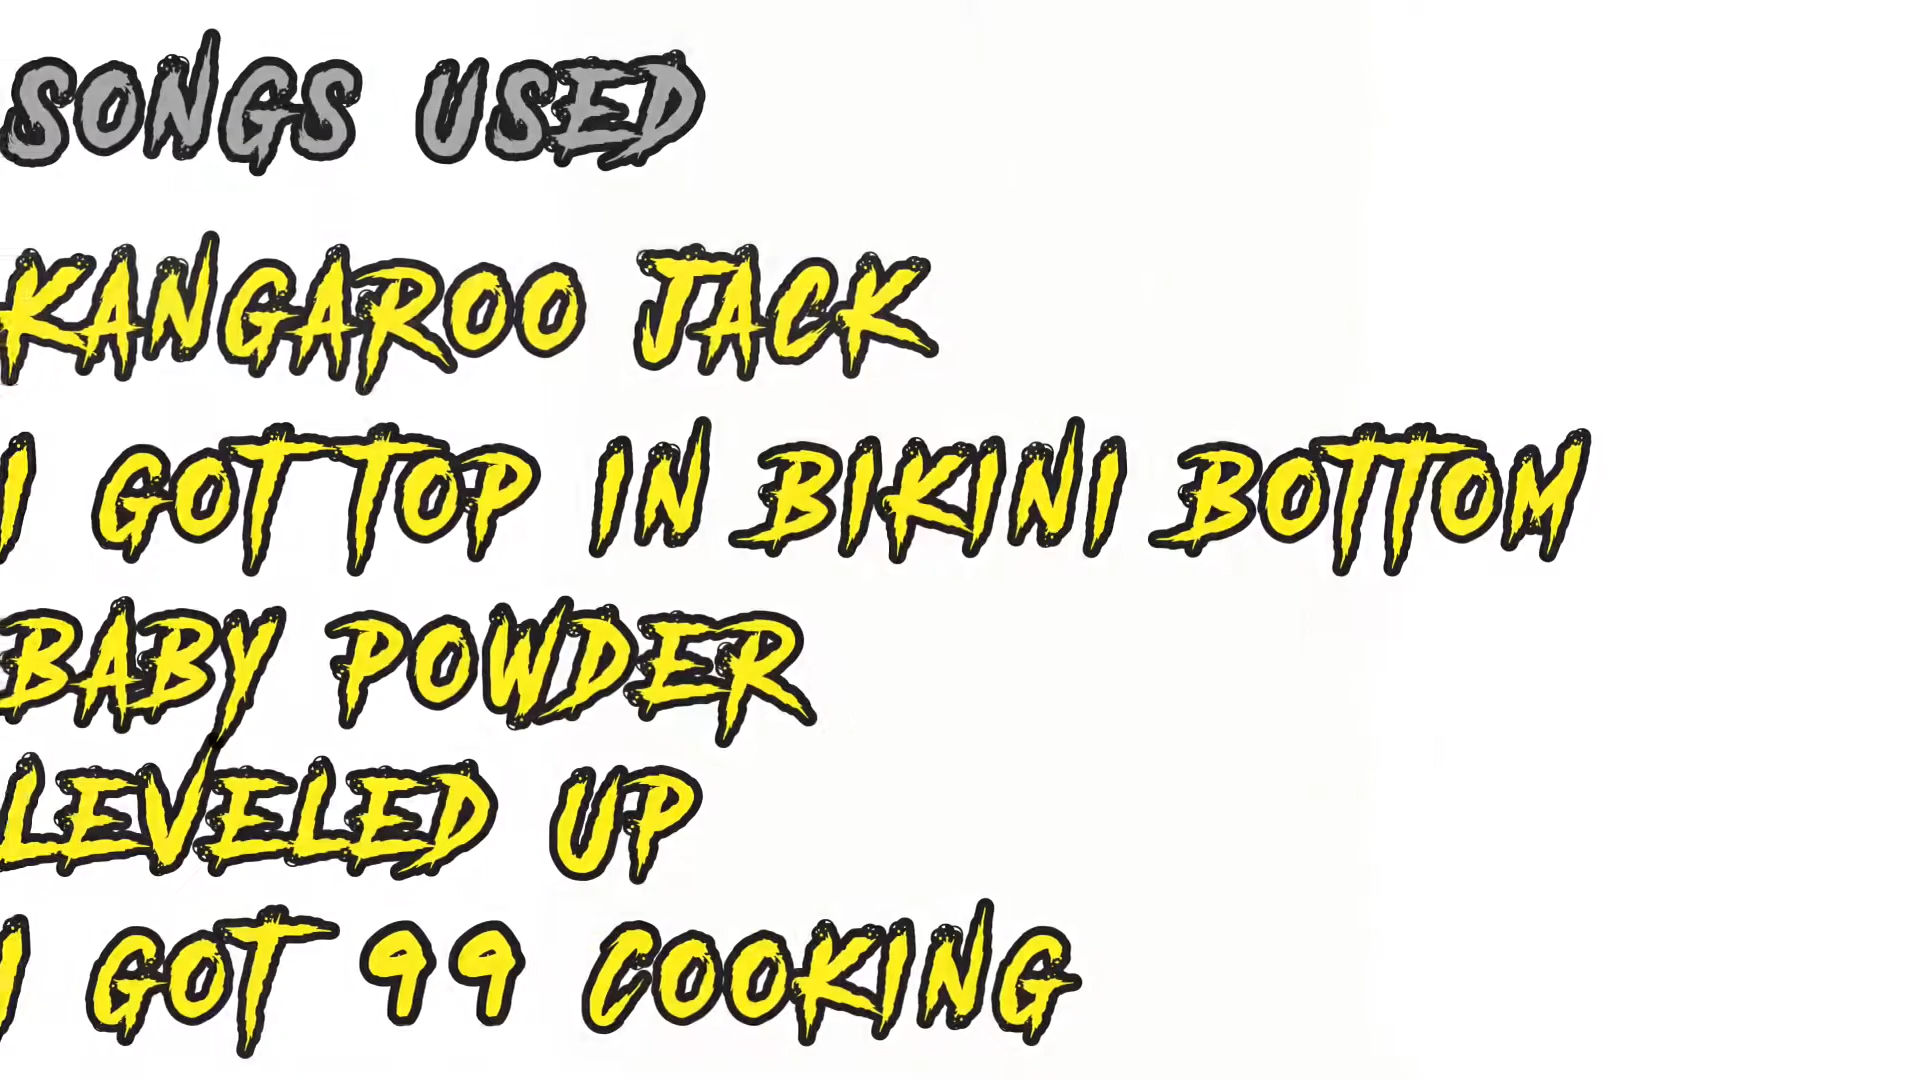 SONGS USED
KANGAROO JACK
I GOT TOP IN BIKINI BOTTOM
BABY POWDER
LEVELED UP
I GOT 99 COOKING